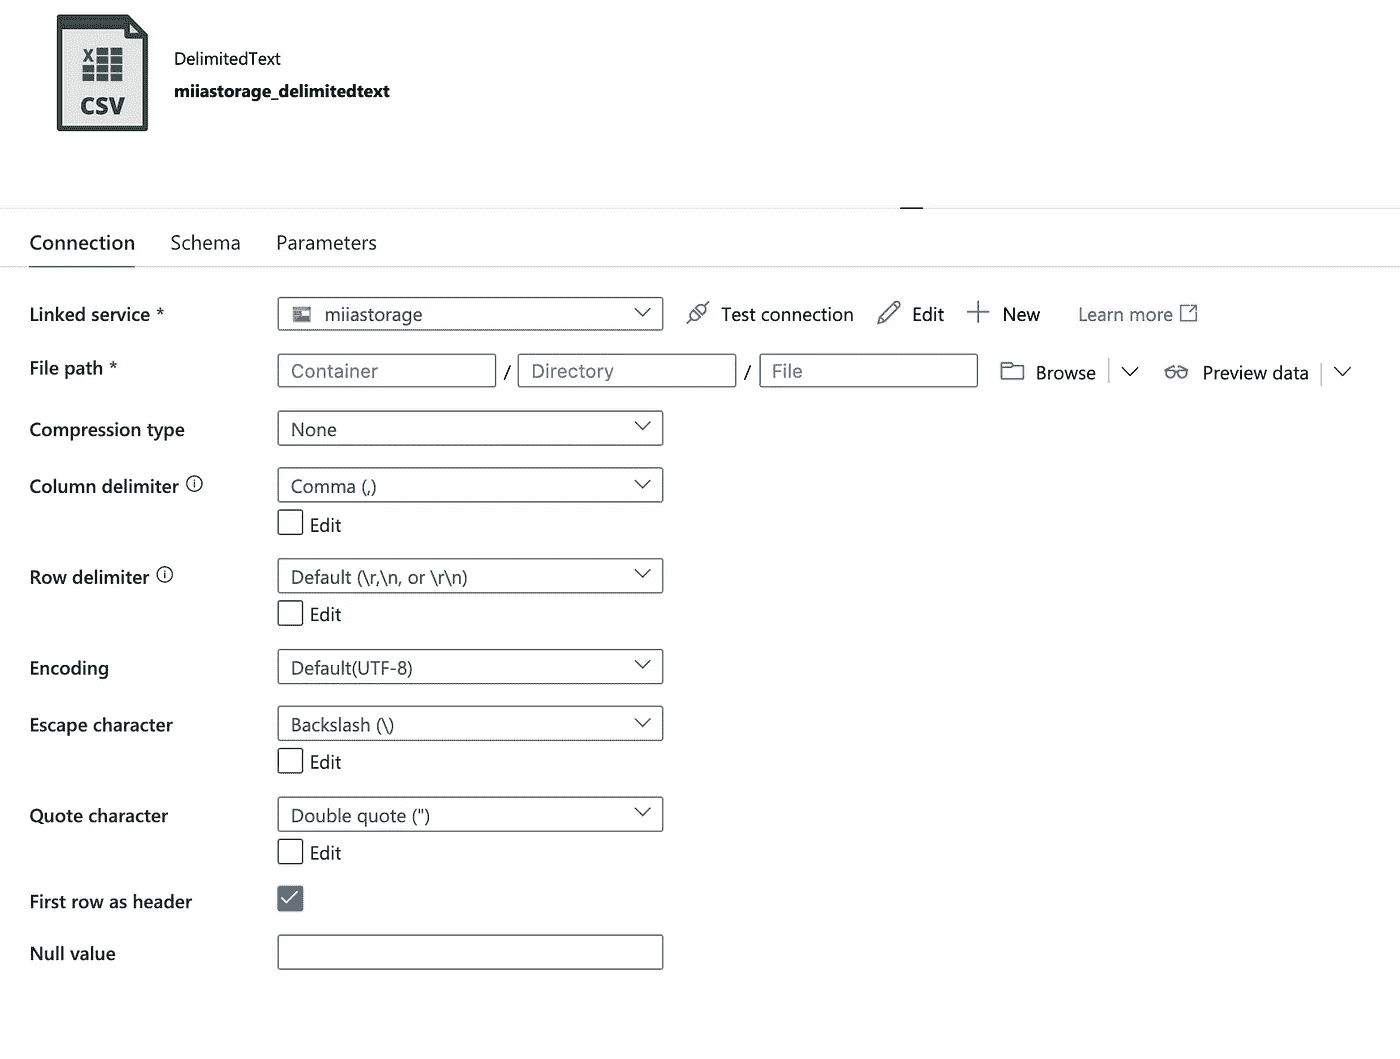 X
CSV
DelimitedText
miiastorage_delimitedtext
Connection Schema Parameters
Linked service * miiastorage Test connection Edit New Learn more
File path * Container / Directory / File Browse Preview data
Compression type None
Column delimiter Comma (,)
Edit
Row delimiter Default (\r,\n, or \r\n)
Edit
Encoding Default(UTF-8)
Escape character Backslash (\)
Edit
Quote character Double quote (")
Edit
First row as header
Null value